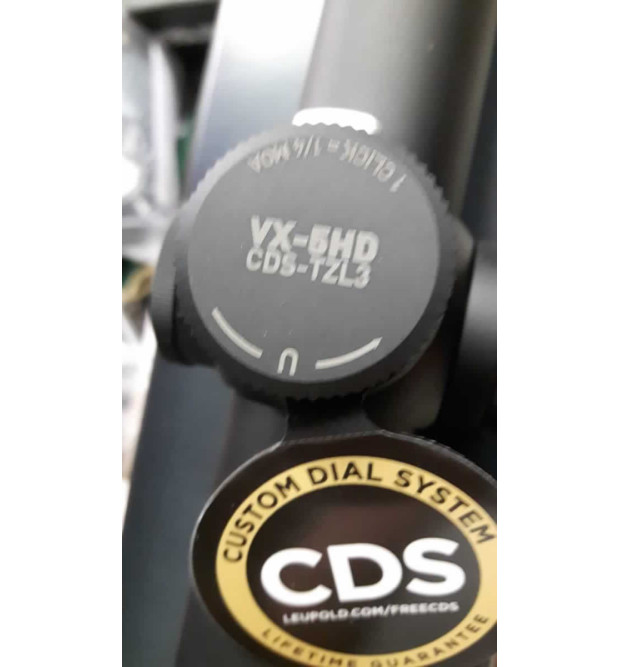 1 CLICK = 1/4 MOA
VX-5HD
CDS-TZL3
U
CUSTOM DIAL SYSTEM
CDS
LEUPOLD.COM/FREECDS
LIFETIME GUARANTEE